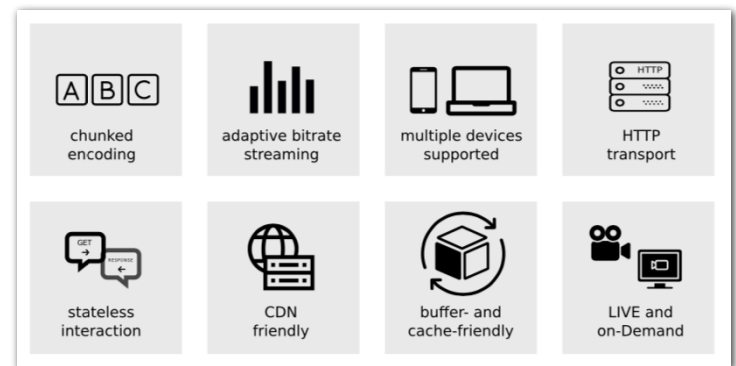 A B C
HTTP
chunked
encoding
adaptive bitrate
streaming
multiple devices
supported
HTTP
transport
GET
RESPONSE
stateless
interaction
CDN
friendly
buffer- and
cache-friendly
LIVE and
on-Demand